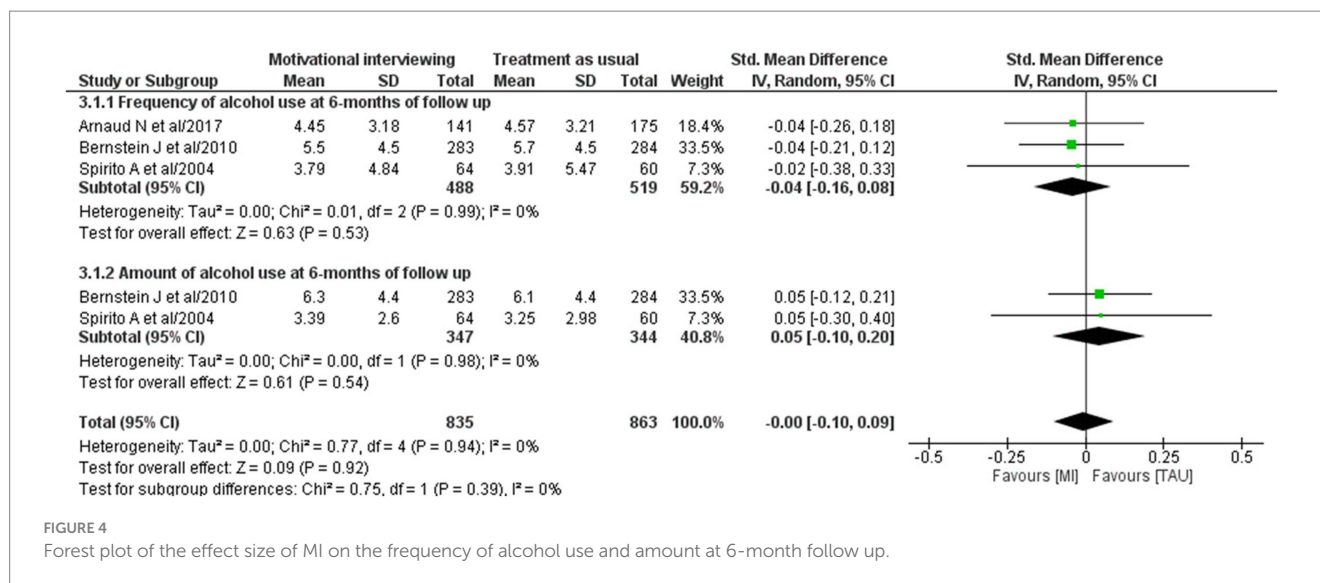 Motivational interviewing Treatment as usual Std. Mean Difference Std. Mean Difference
Study or Subgroup Mean SD Total Mean SD Total Weight IV, Random, 95% CI IV, Random, 95% CI
3.1.1 Frequency of alcohol use at 6-months of follow up
Arnaud N et al/2017 4.45 3.18 141 4.57 3.21 175 18.4% -0.04 [-0.26, 0.18]
Bernstein J et al/2010 5.5 4.5 283 5.7 4.5 284 33.5% -0.04 [-0.21, 0.12]
Spirito A et al/2004 3.79 4.84 64 3.91 5.47 60 7.3% -0.02 [-0.38, 0.33]
Subtotal (95% CI) 488 519 59.2% -0.04 [-0.16, 0.08]
Heterogeneity: Tau² = 0.00; Chi² = 0.01, df = 2 (P = 0.99); I² = 0%
Test for overall effect: Z = 0.63 (P = 0.53)
3.1.2 Amount of alcohol use at 6-months of follow up
Bernstein J et al/2010 6.3 4.4 283 6.1 4.4 284 33.5% 0.05 [-0.12, 0.21]
Spirito A et al/2004 3.39 2.6 64 3.25 2.98 60 7.3% 0.05 [-0.30, 0.40]
Subtotal (95% CI) 347 344 40.8% 0.05 [-0.10, 0.20]
Heterogeneity: Tau² = 0.00; Chi² = 0.00, df = 1 (P = 0.98); I² = 0%
Test for overall effect: Z = 0.61 (P = 0.54)
Total (95% CI) 835 863 100.0% -0.00 [-0.10, 0.09]
Heterogeneity: Tau² = 0.00; Chi² = 0.77, df = 4 (P = 0.94); I² = 0%
Test for overall effect: Z = 0.09 (P = 0.92)
Test for subgroup differences: Chi² = 0.75, df = 1 (P = 0.39), I² = 0%
-0.5 -0.25 0 0.25 0.5
Favours [MI] Favours [TAU]
FIGURE 4
Forest plot of the effect size of MI on the frequency of alcohol use and amount at 6-month follow up.